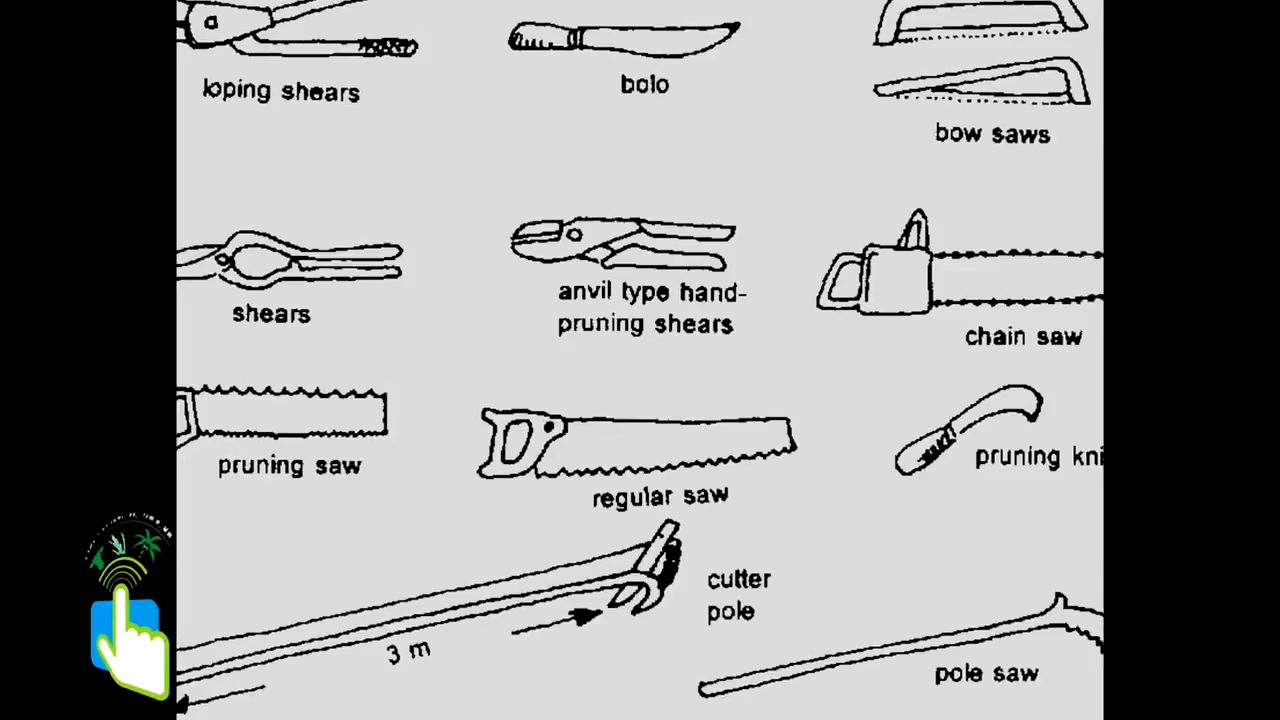 loping shears
bolo
bow saws
shears
anvil type hand-
pruning shears
chain saw
pruning saw
regular saw
pruning kni
cutter
pole
3 m
pole saw